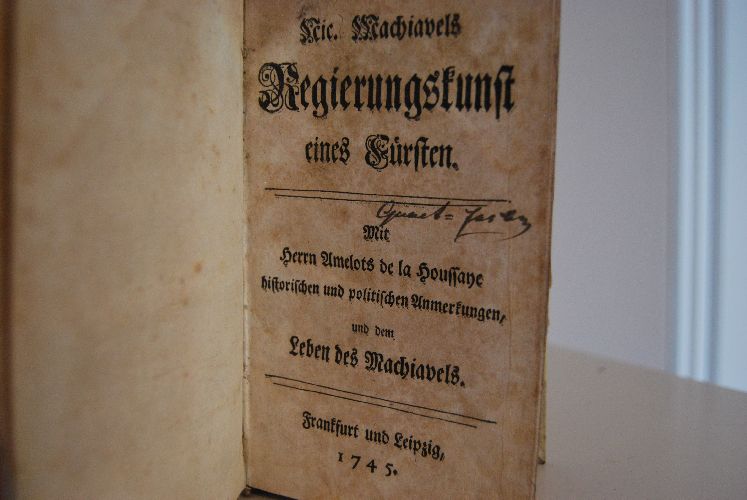 Nic. Machiavels
Regierungskunst
eines Fürsten.
Mit
Herrn Amelots de la Houssaye
historischen und politischen Anmerkungen,
und dem
Leben des Machiavels.
Frankfurt und Leipzig,
1745.